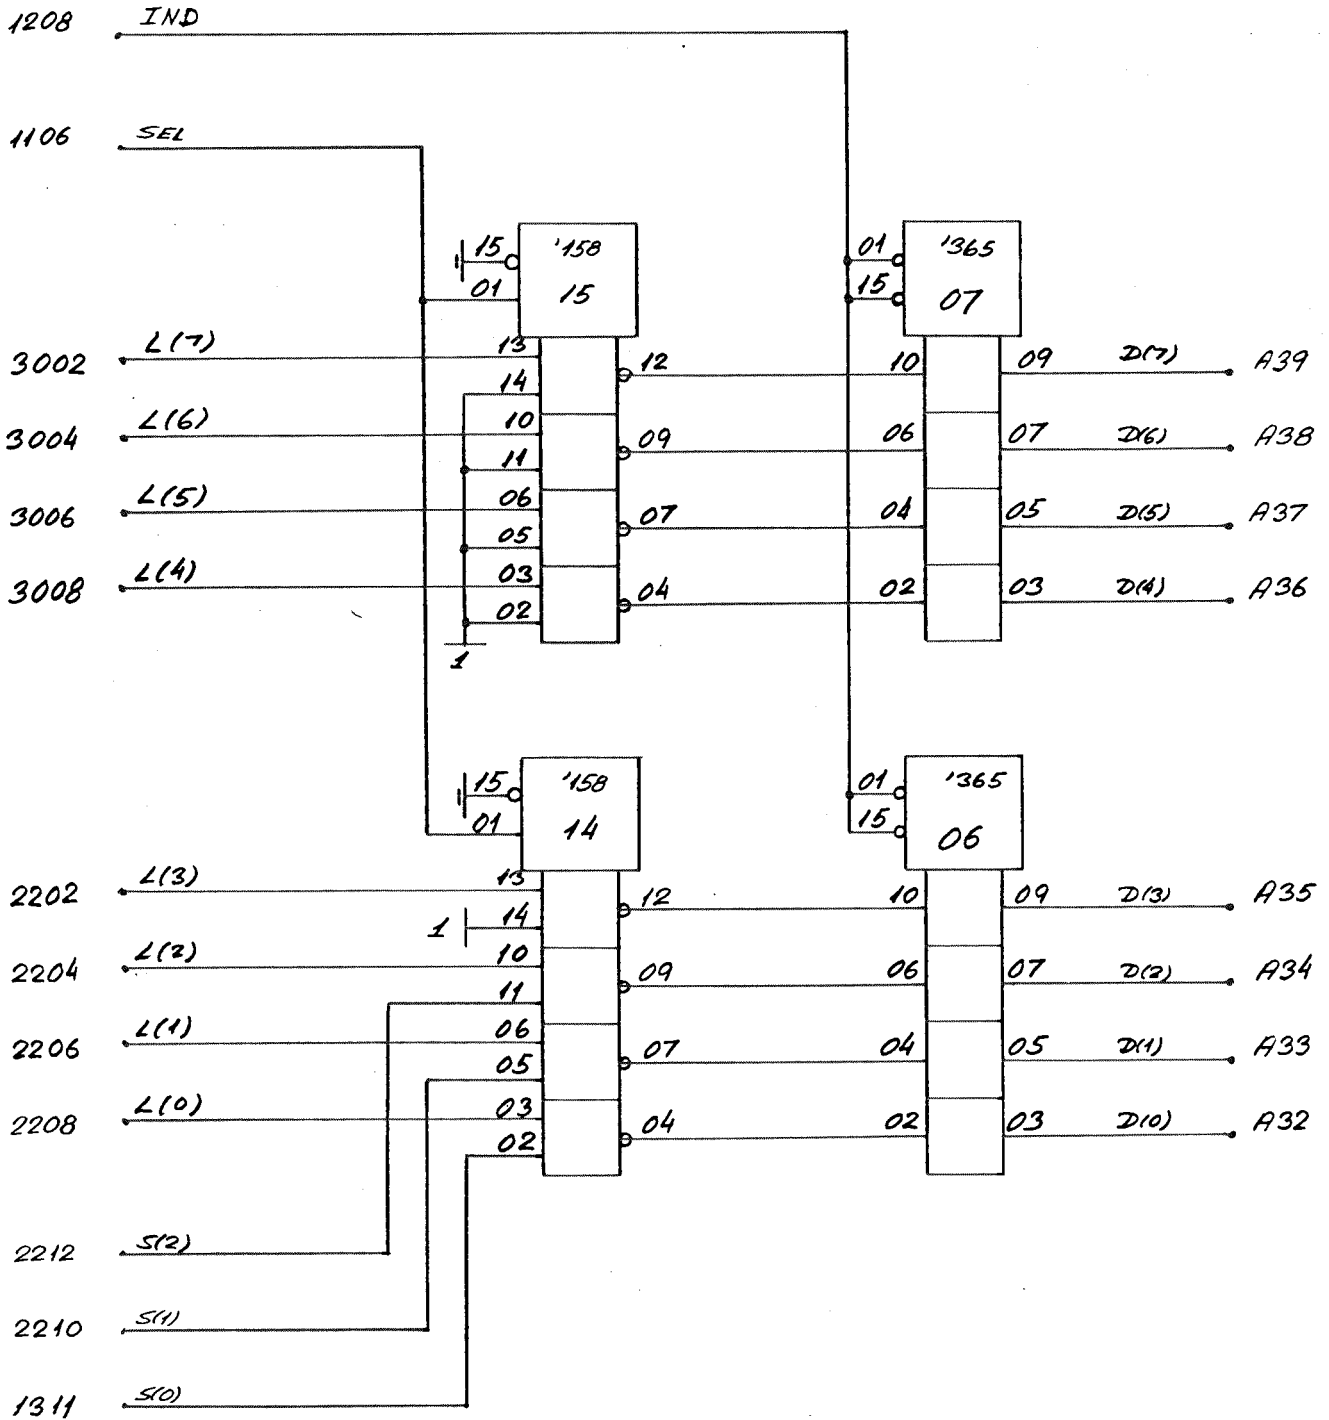 1208 IND
1106 SEL
15 '158 01 '365
01 15 15 07
3002 L(7) 13 12 10 09 D(7) A39
14
3004 L(6) 10 09 06 07 D(6) A38
11
3006 L(5) 06 07 04 05 D(5) A37
05
3008 L(4) 03 04 02 03 D(4) A36
02
1
15 '158 01 '365
01 14 15 06
2202 L(3) 13 12 10 09 D(3) A35
1 14
2204 L(2) 10 09 06 07 D(2) A34
11
2206 L(1) 06 07 04 05 D(1) A33
05
2208 L(0) 03 04 02 03 D(0) A32
02
2212 S(2)
2210 S(1)
1311 S(0)